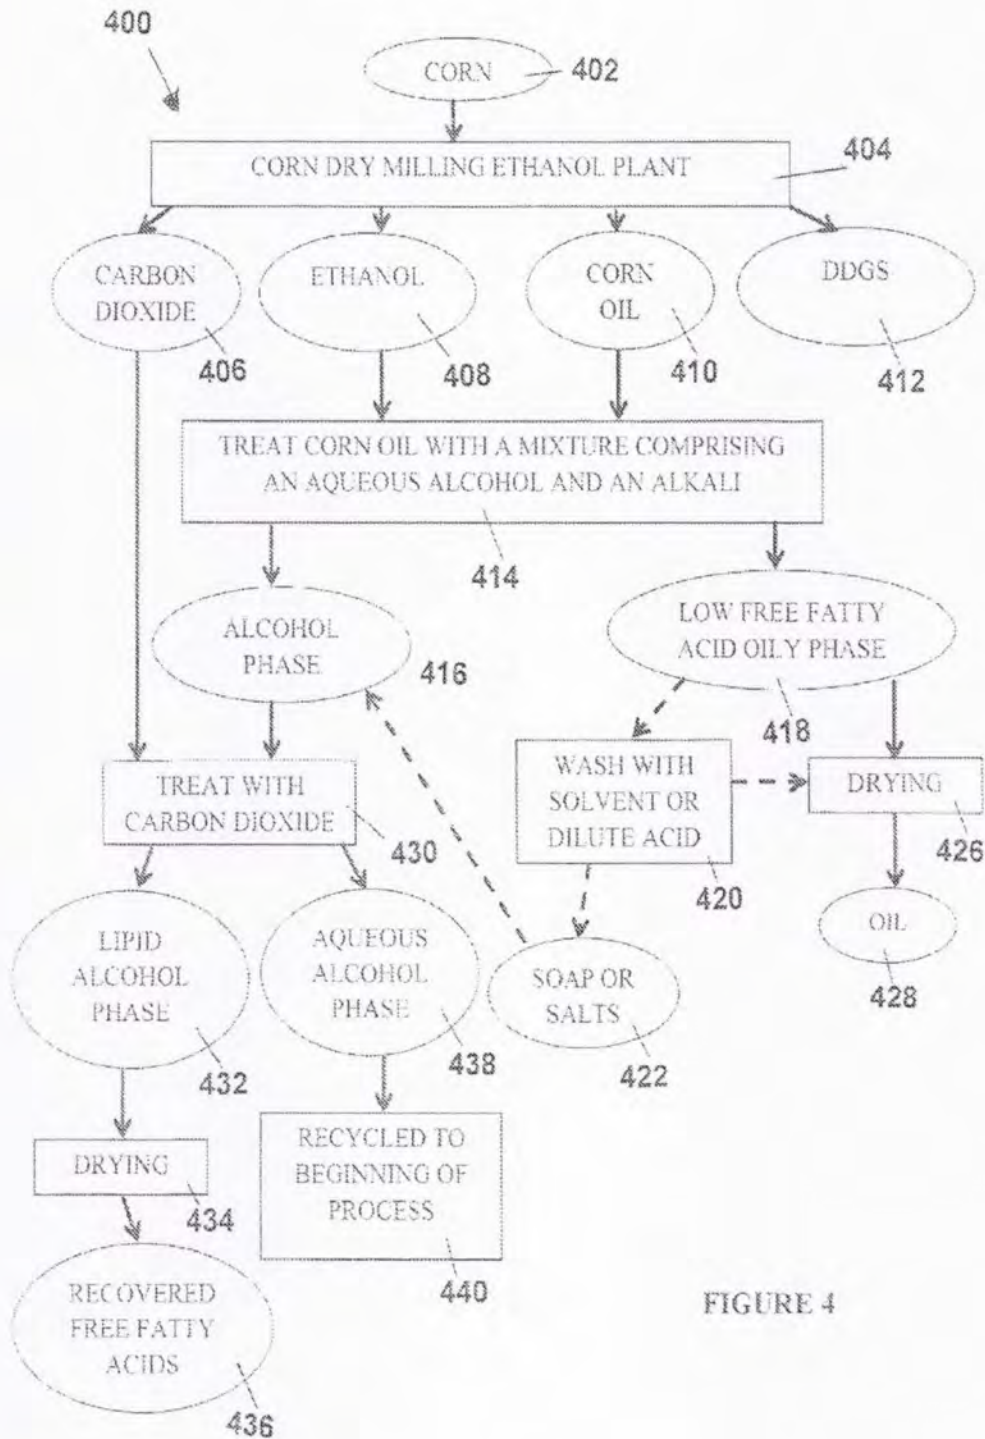 400
CORN
402
CORN DRY MILLING ETHANOL PLANT
404
CARBON
DIOXIDE
406
ETHANOL
408
CORN
OIL
410
DDGS
412
TREAT CORN OIL WITH A MIXTURE COMPRISING
AN AQUEOUS ALCOHOL AND AN ALKALI
414
ALCOHOL
PHASE
416
LOW FREE FATTY
ACID OILY PHASE
418
TREAT WITH
CARBON DIOXIDE
430
WASH WITH
SOLVENT OR
DILUTE ACID
420
DRYING
426
LIPID
ALCOHOL
PHASE
432
AQUEOUS
ALCOHOL
PHASE
438
SOAP OR
SALTS
422
OIL
428
DRYING
434
RECYCLED TO
BEGINNING OF
PROCESS
440
RECOVERED
FREE FATTY
ACIDS
436
FIGURE 4